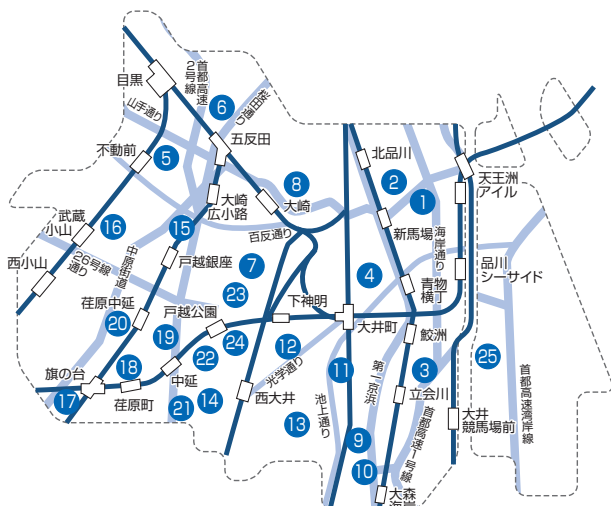 目黒
首都高速
2号線
桜田通り
山手通り
6
五反田
不動前
5
北品川
天王洲
アイル
8
2
1
大崎
大崎
広小路
武蔵
小山
16
15
百反通り
新馬場
海岸通り
品川
シーサイド
西小山
26号線
通り
中原街道
戸越銀座
7
4
青物
横丁
荏原中延
戸越公園
23
下神明
大井町
鮫洲
20
19
24
12
22
光学通り
11
第一京浜
3
25
旗の台
18
中延
西大井
立会川
首都高速湾岸線
17
荏原町
21
14
13
池上通り
首都高速1号線
大井
競馬場前
9
10
大森
海岸